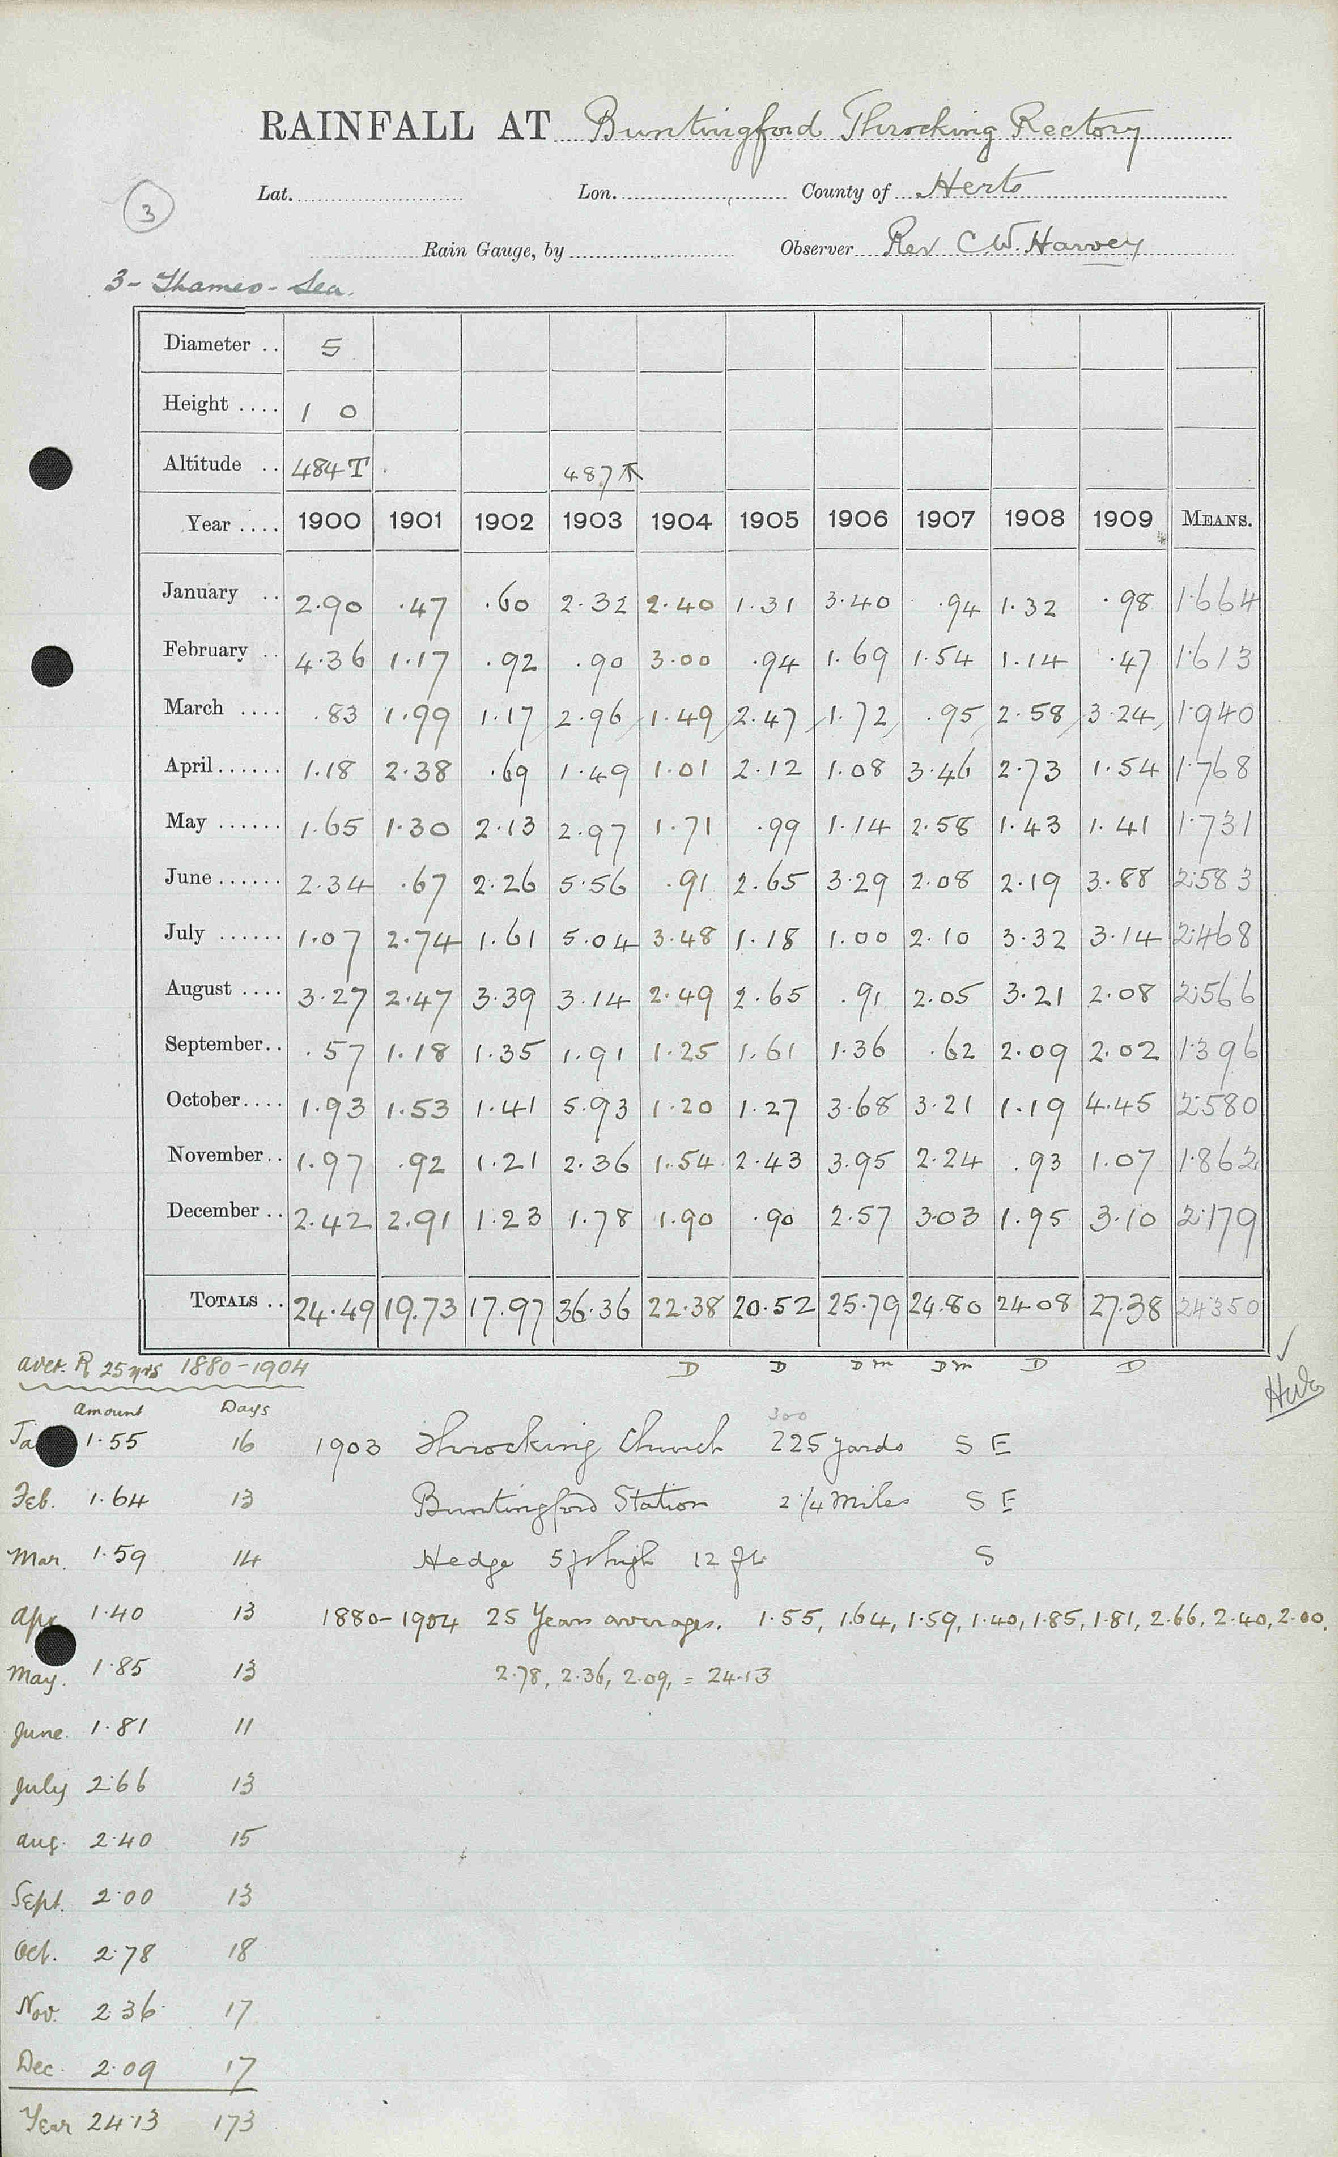 RAINFALL AT Buntingford Throcking Rectory
3
Lat. Lon. County of Herts
Rain Gauge, by Observer Rev C W. Harvey
3 - Thames - Sea.
Diameter .. 5
Height .... 1 0
Altitude .. 484T 487
Year .... 1900 1901 1902 1903 1904 1905 1906 1907 1908 1909 MEANS.
January .. 2.90 .47 .60 2.32 2.40 1.31 3.40 .94 1.32 .98 1.664
February .. 4.36 1.17 .92 .90 3.00 .94 1.69 1.54 1.14 .47 1.613
March .... .83 1.99 1.17 2.96 1.49 2.47 1.72 .95 2.58 3.24 1.940
April...... 1.18 2.38 .69 1.49 1.01 2.12 1.08 3.46 2.73 1.54 1.768
May ...... 1.65 1.30 2.13 2.97 1.71 .99 1.14 2.58 1.43 1.41 1.731
June...... 2.34 .67 2.26 5.56 .91 2.65 3.29 2.08 2.19 3.88 2.583
July ...... 1.07 2.74 1.61 5.04 3.48 1.18 1.00 2.10 3.32 3.14 2.468
August .... 3.27 2.47 3.39 3.14 2.49 2.65 .91 2.05 3.21 2.08 2.566
September.. .57 1.18 1.35 1.91 1.25 1.61 1.36 .62 2.09 2.02 1.396
October.... 1.93 1.53 1.41 5.93 1.20 1.27 3.68 3.21 1.19 4.45 2.580
November.. 1.97 .92 1.21 2.36 1.54 2.43 3.95 2.24 .93 1.07 1.862
December .. 2.42 2.91 1.23 1.78 1.90 .90 2.57 3.03 1.95 3.10 2.179
TOTALS .. 24.49 19.73 17.97 36.36 22.38 20.52 25.79 24.80 24.08 27.38 24.350
D D Dm Dm D D
aver. R 25 yrs 1880-1904
Amount Days
Ja 1.55 16 1903 Throcking Church 225 yards S E
300
Feb. 1.64 13 Buntingford Station 2 1/4 Miles S E
Mar. 1.59 14 Hedge 5 ft high 12 ft S
Apr 1.40 13 1880-1904 25 Years averages. 1.55, 1.64, 1.59, 1.40, 1.85, 1.81, 2.66, 2.40, 2.00,
May. 1.85 13 2.78, 2.36, 2.09, = 24.13
June. 1.81 11
July 2.66 13
Aug. 2.40 15
Sept. 2.00 13
Oct. 2.78 18
Nov. 2.36 17
Dec. 2.09 17
Year 24.13 173